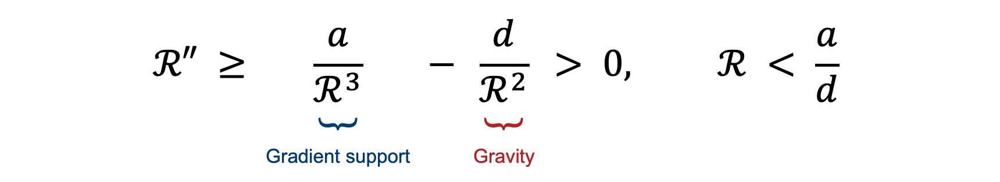 ℛ″ ≥ a/ℛ³ − d/ℛ² > 0, ℛ < a/d
Gradient support Gravity